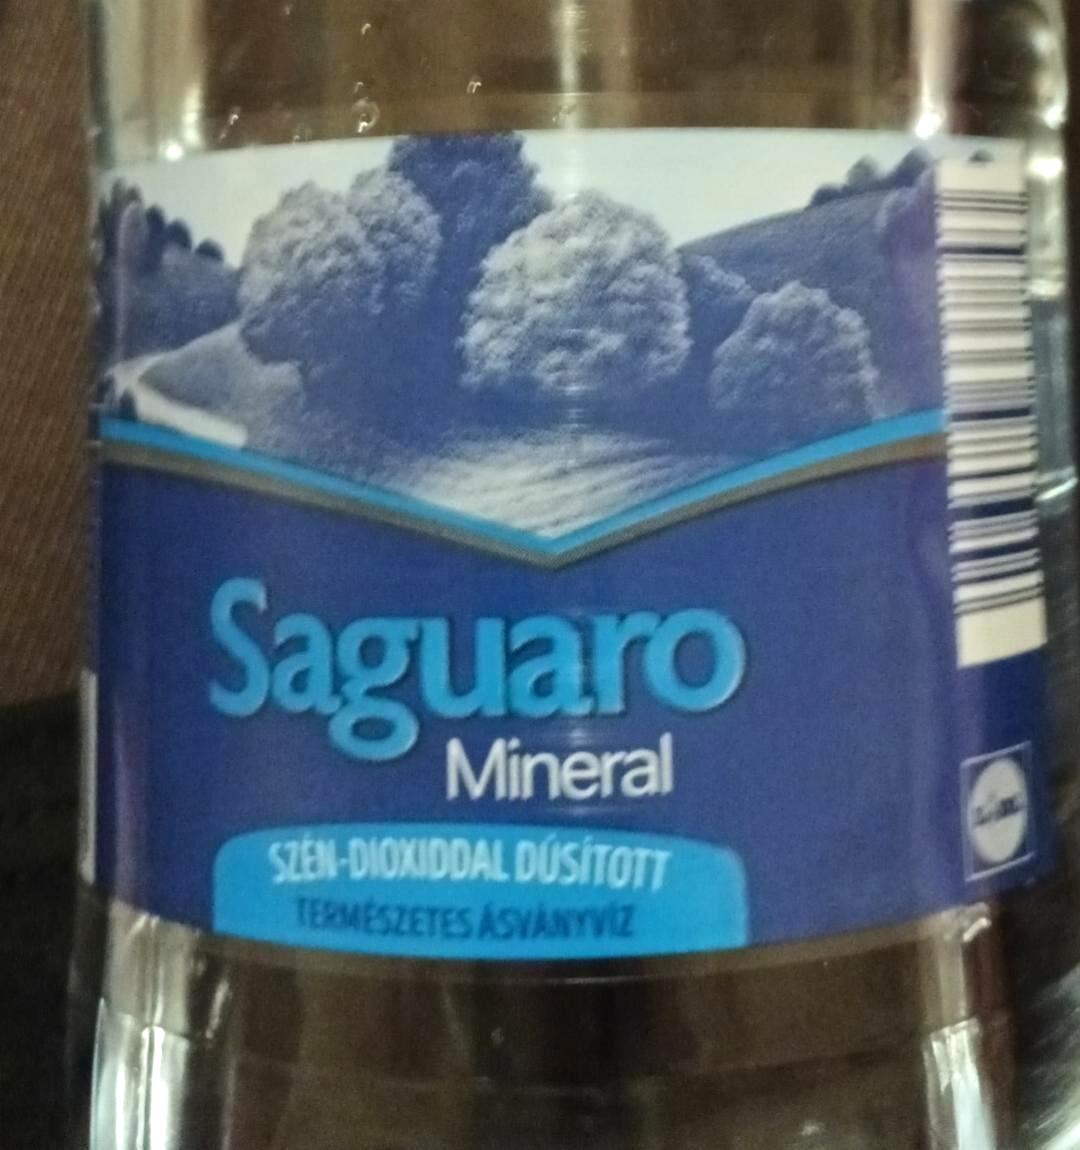 Saguaro
Mineral
SZÉN-DIOXIDDAL DÚSÍTOTT
TERMÉSZETES ÁSVÁNYVÍZ